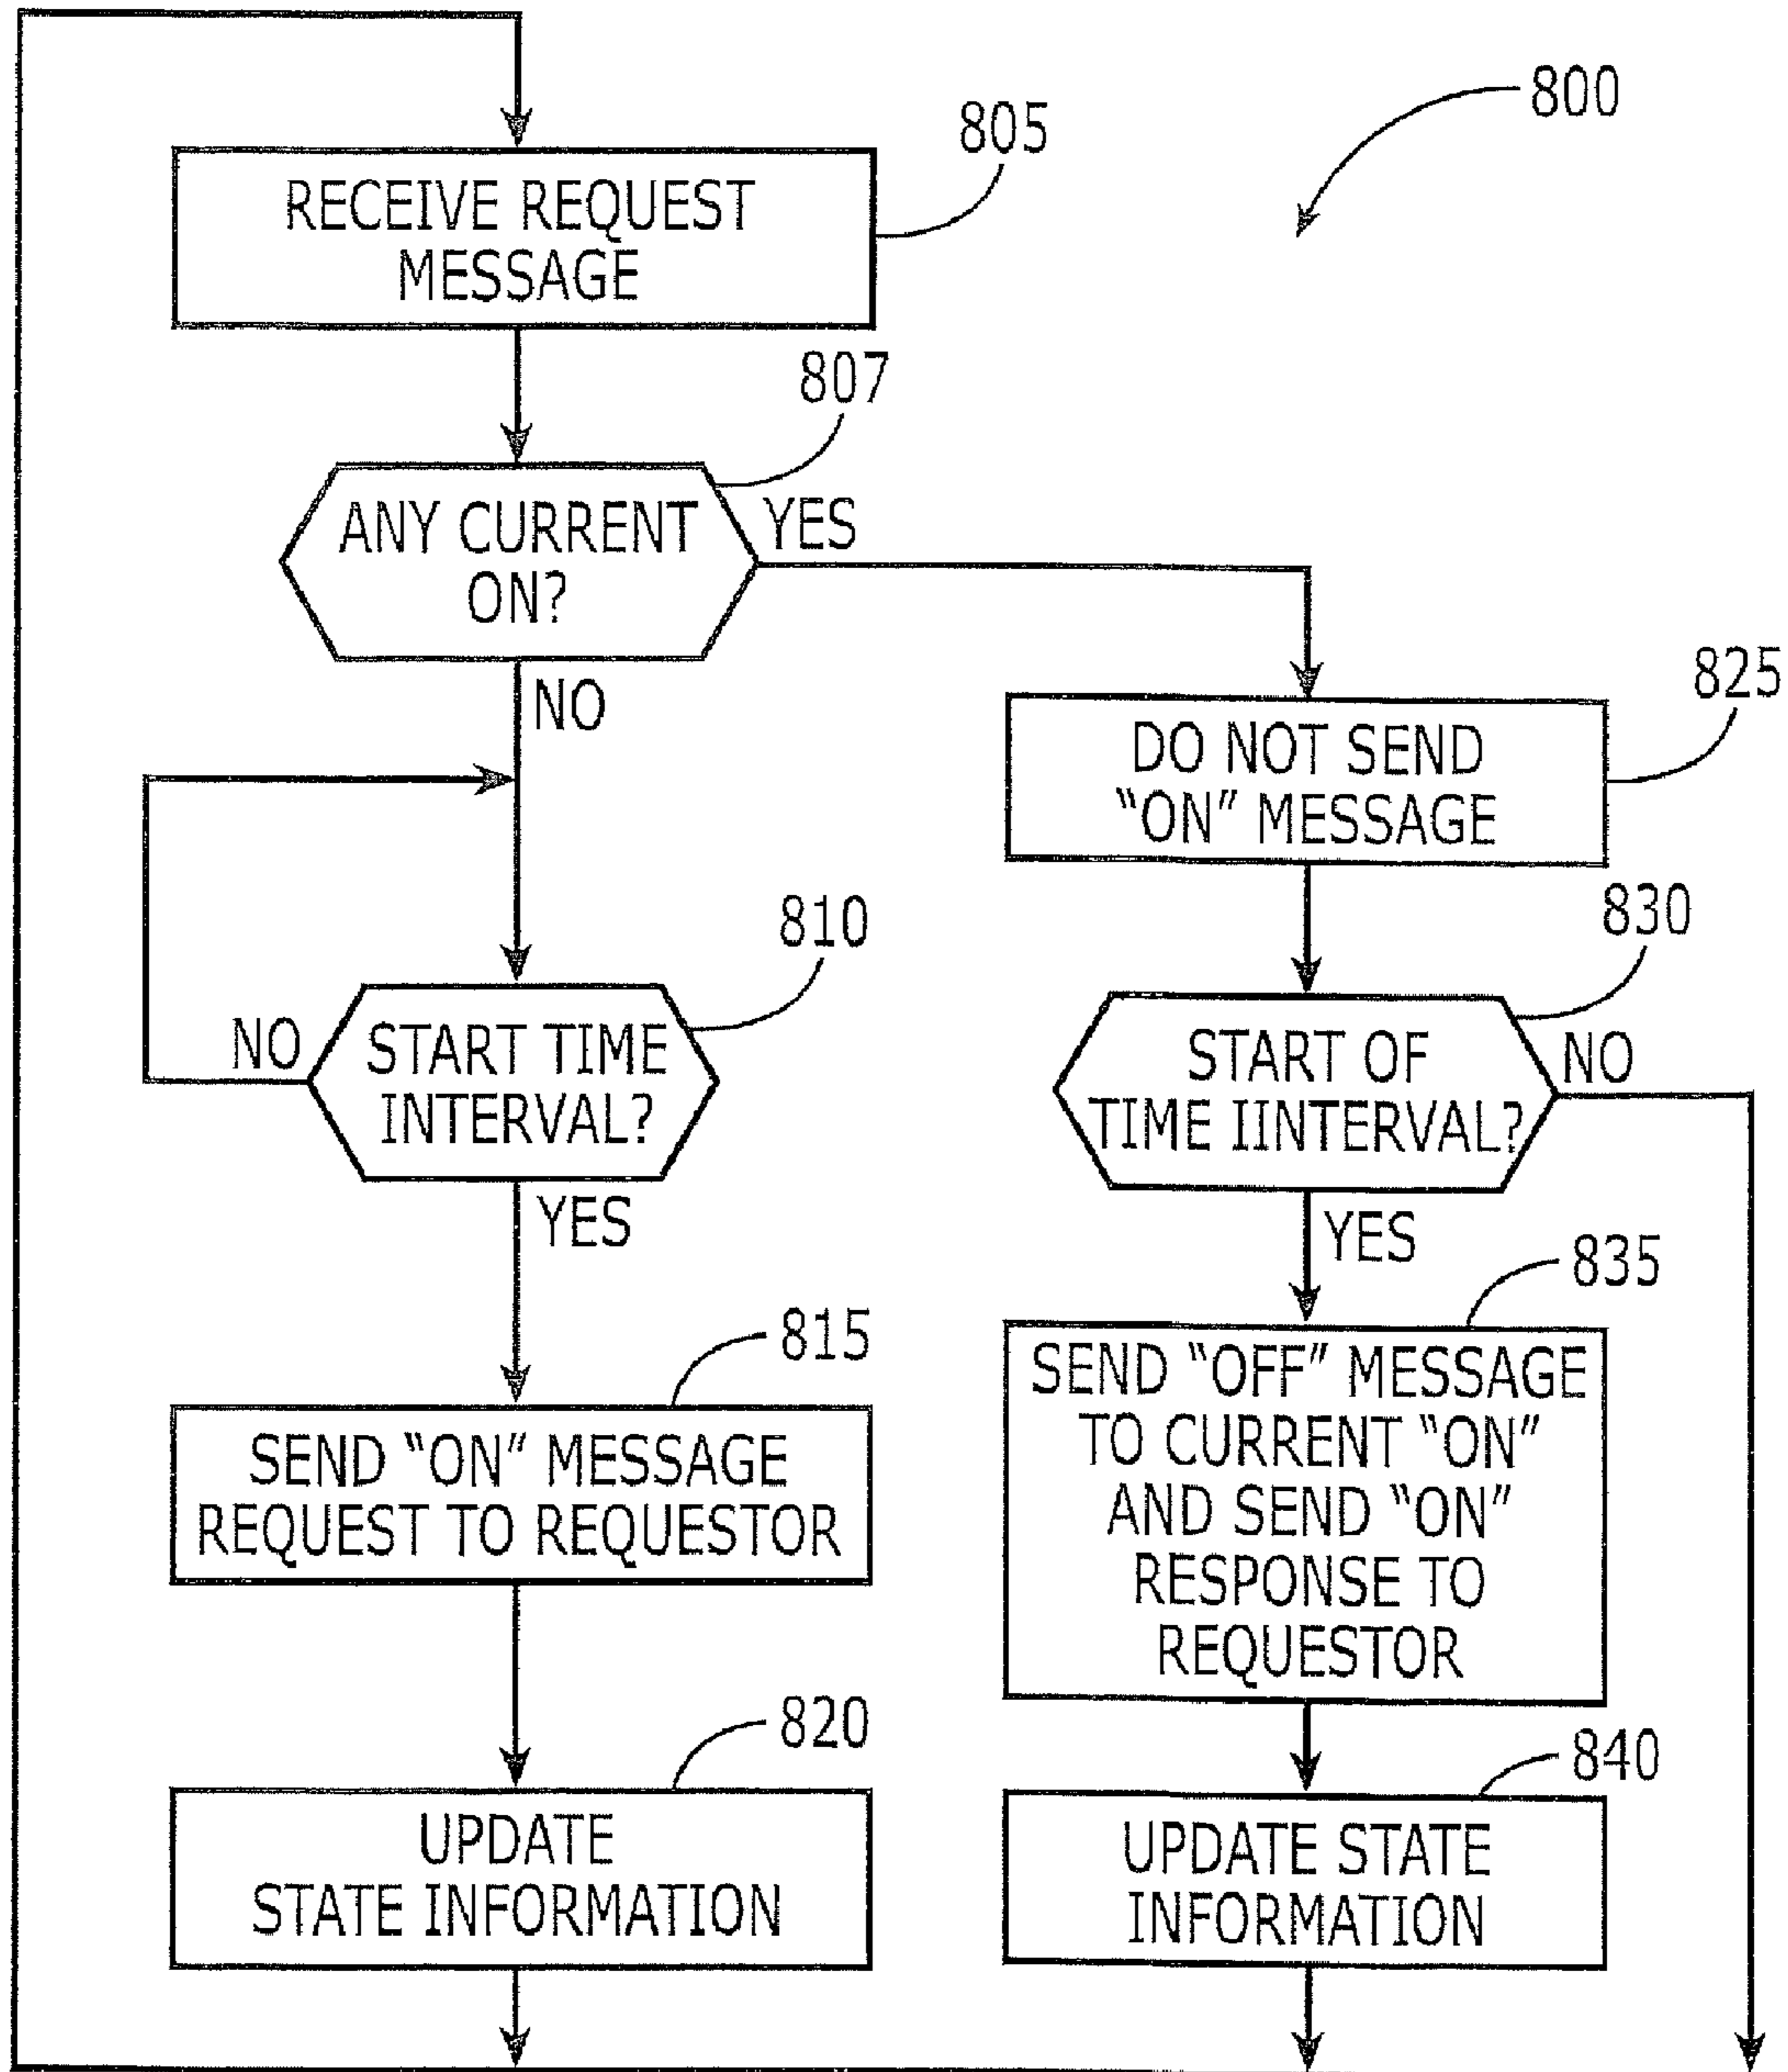 800
805
RECEIVE REQUEST
MESSAGE
807
ANY CURRENT
ON?
YES
NO
825
DO NOT SEND
“ON” MESSAGE
810
START TIME
INTERVAL?
NO
YES
830
START OF
TIME IINTERVAL?
NO
YES
815
SEND “ON” MESSAGE
REQUEST TO REQUESTOR
835
SEND “OFF” MESSAGE
TO CURRENT “ON”
AND SEND “ON”
RESPONSE TO
REQUESTOR
820
UPDATE
STATE INFORMATION
840
UPDATE STATE
INFORMATION